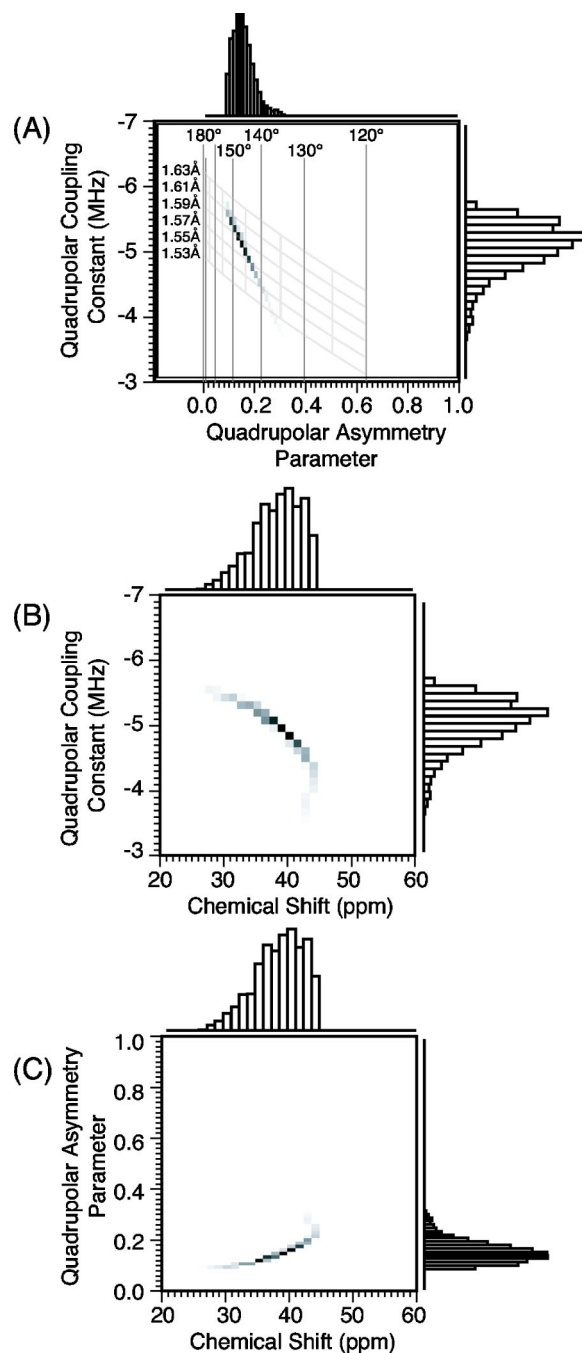 (A)
-7
-6
-5
-4
-3
Quadrupolar Coupling
Constant (MHz)
180° 140° 120°
150° 130°
1.63Å
1.61Å
1.59Å
1.57Å
1.55Å
1.53Å
0.0 0.2 0.4 0.6 0.8 1.0
Quadrupolar Asymmetry
Parameter
(B)
-7
-6
-5
-4
-3
Quadrupolar Coupling
Constant (MHz)
20 30 40 50 60
Chemical Shift (ppm)
(C)
1.0
0.8
0.6
0.4
0.2
0.0
Quadrupolar Asymmetry
Parameter
20 30 40 50 60
Chemical Shift (ppm)